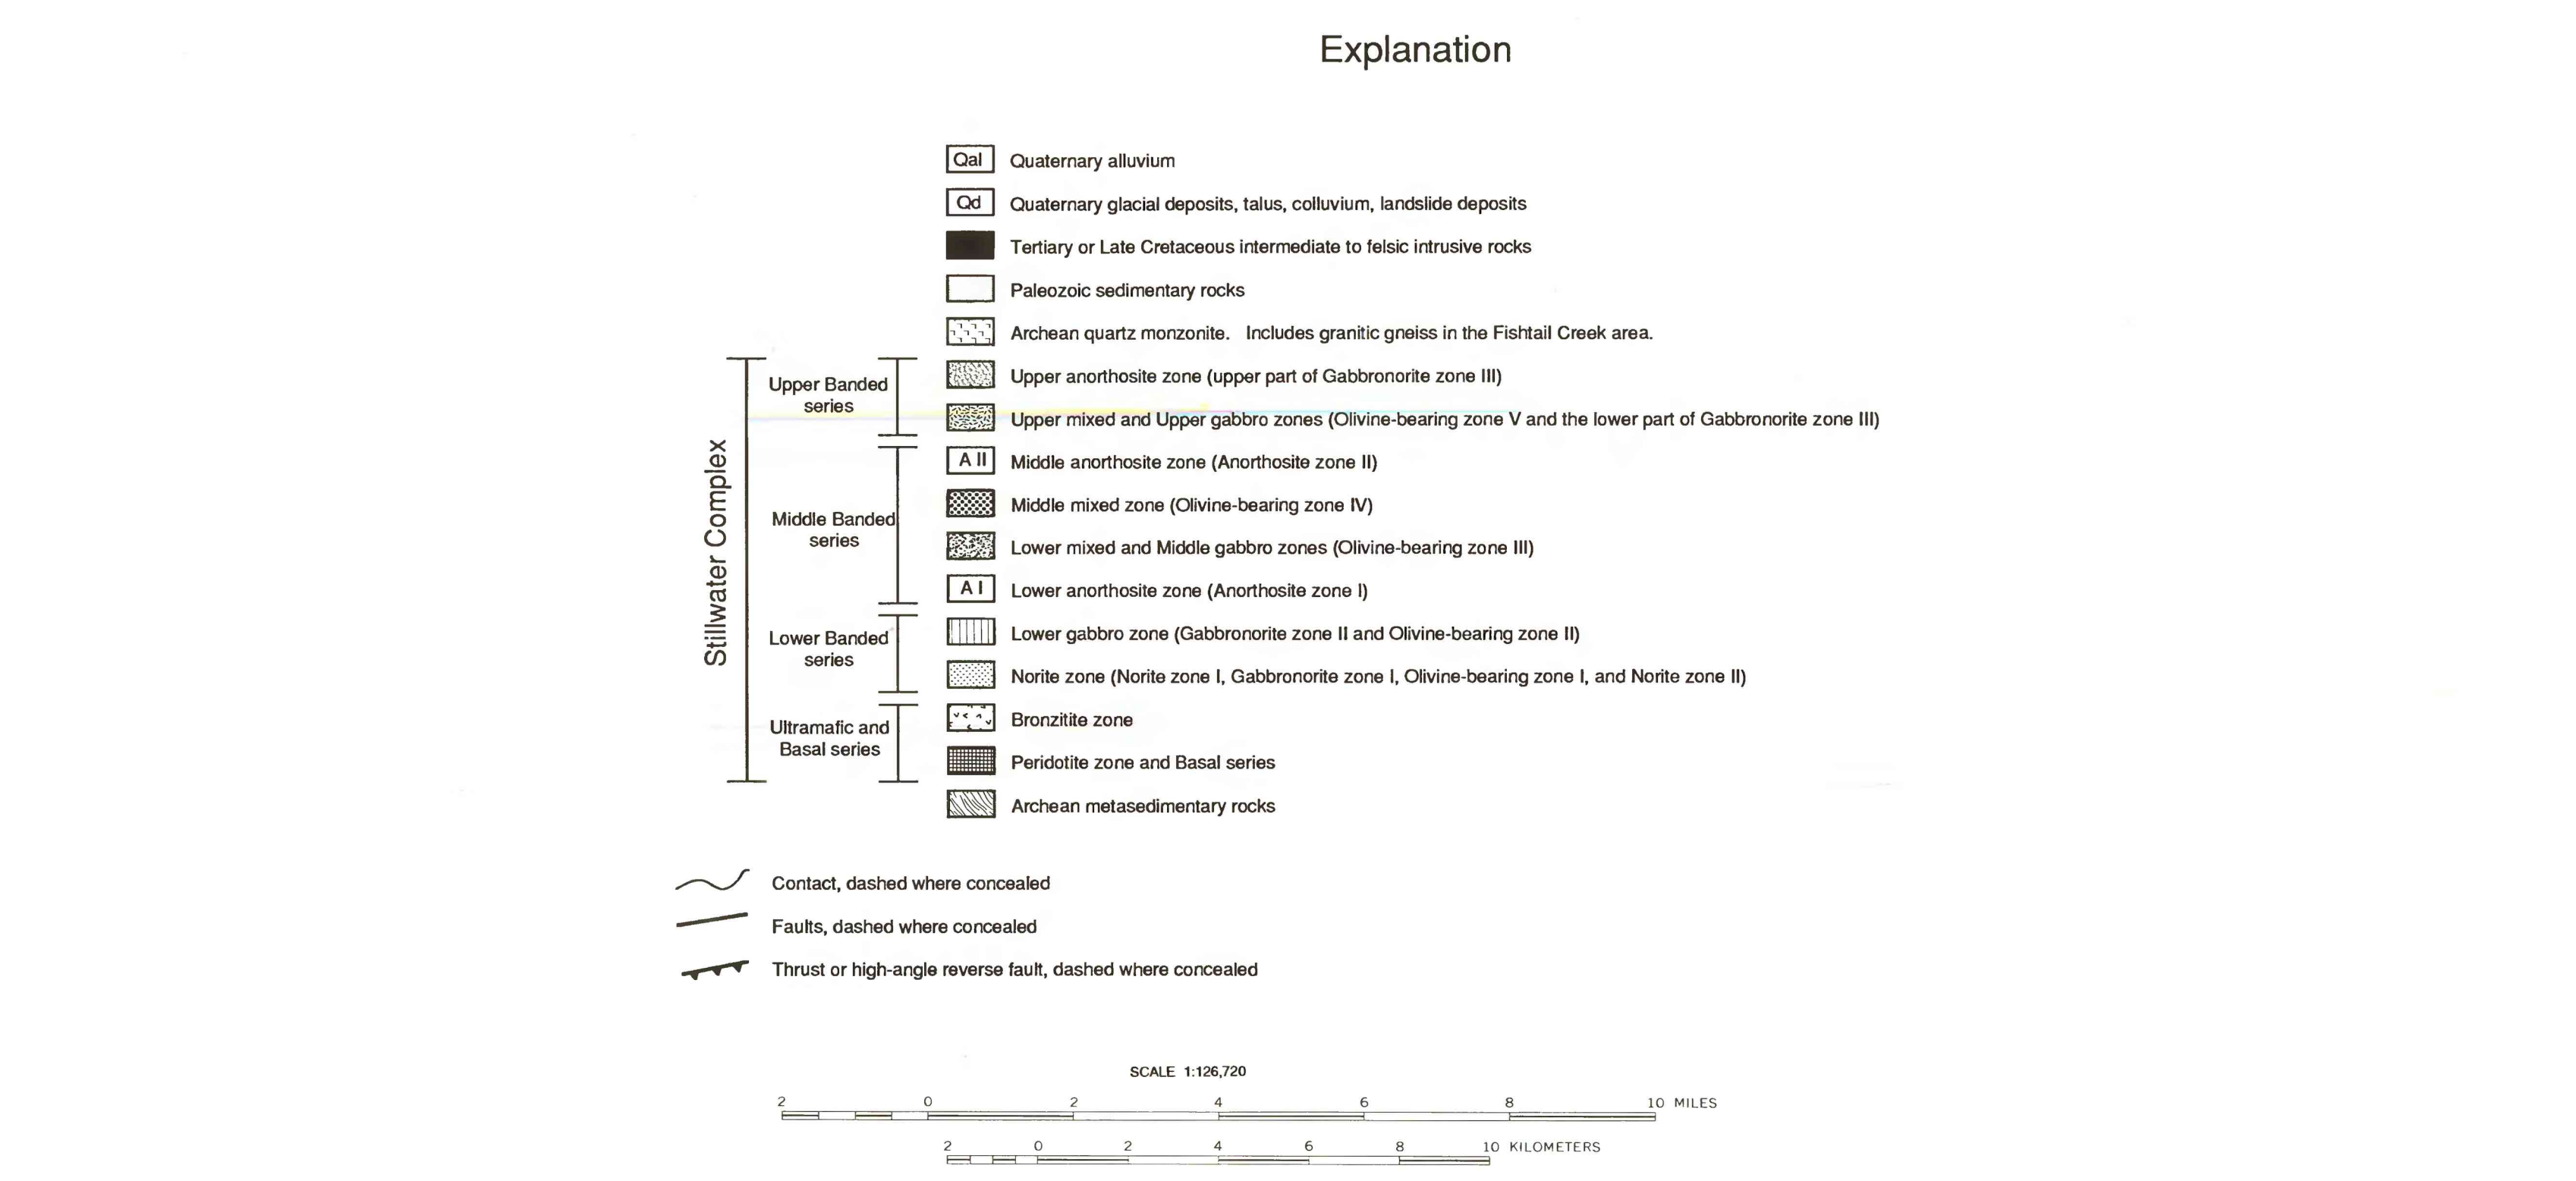 Explanation
Qal Quaternary alluvium
Qd Quaternary glacial deposits, talus, colluvium, landslide deposits
Tertiary or Late Cretaceous intermediate to felsic intrusive rocks
Paleozoic sedimentary rocks
Archean quartz monzonite. Includes granitic gneiss in the Fishtail Creek area.
Stillwater Complex
Upper Banded
series
Upper anorthosite zone (upper part of Gabbronorite zone III)
Upper mixed and Upper gabbro zones (Olivine-bearing zone V and the lower part of Gabbronorite zone III)
Middle Banded
series
A II Middle anorthosite zone (Anorthosite zone II)
Middle mixed zone (Olivine-bearing zone IV)
Lower mixed and Middle gabbro zones (Olivine-bearing zone III)
A I Lower anorthosite zone (Anorthosite zone I)
Lower Banded
series
Lower gabbro zone (Gabbronorite zone II and Olivine-bearing zone II)
Norite zone (Norite zone I, Gabbronorite zone I, Olivine-bearing zone I, and Norite zone II)
Ultramafic and
Basal series
Bronzitite zone
Peridotite zone and Basal series
Archean metasedimentary rocks
Contact, dashed where concealed
Faults, dashed where concealed
Thrust or high-angle reverse fault, dashed where concealed
SCALE 1:126,720
2 0 2 4 6 8 10 MILES
2 0 2 4 6 8 10 KILOMETERS